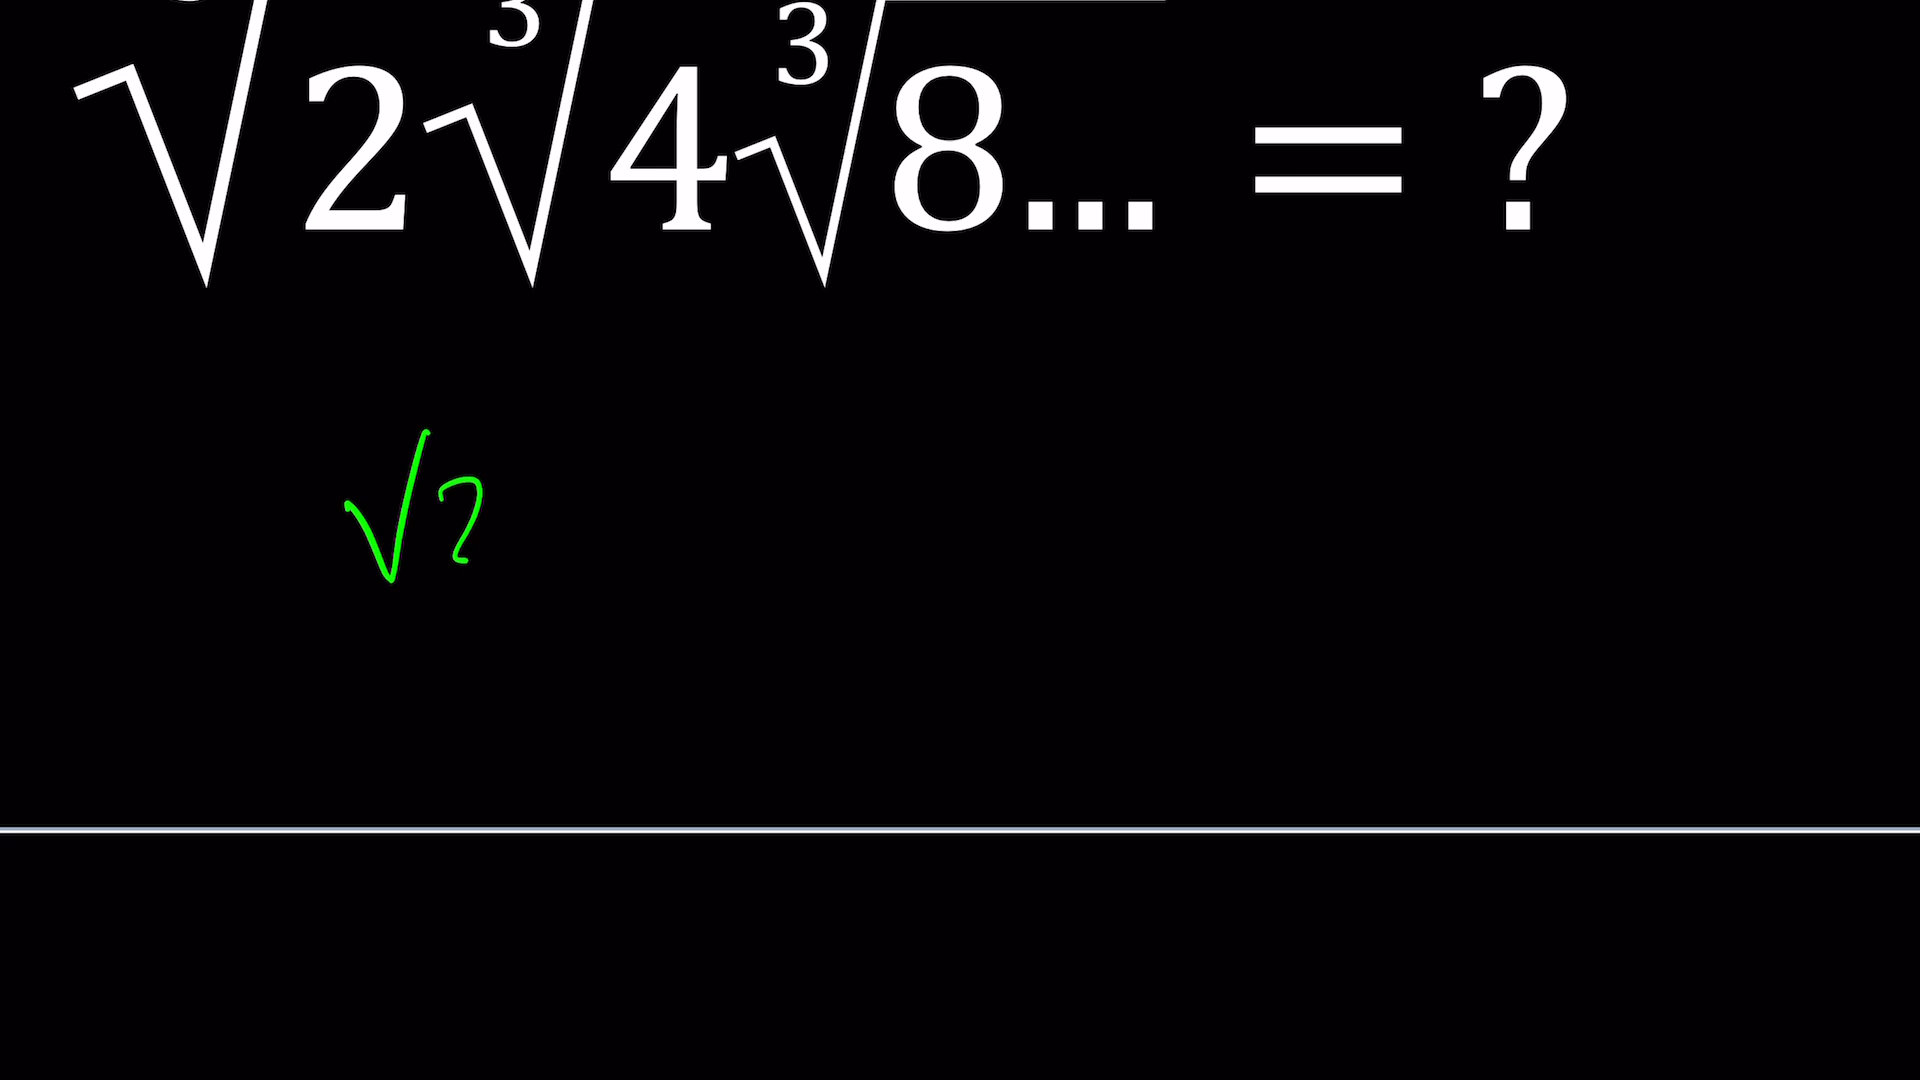 √2∛4∛8... = ?
√2